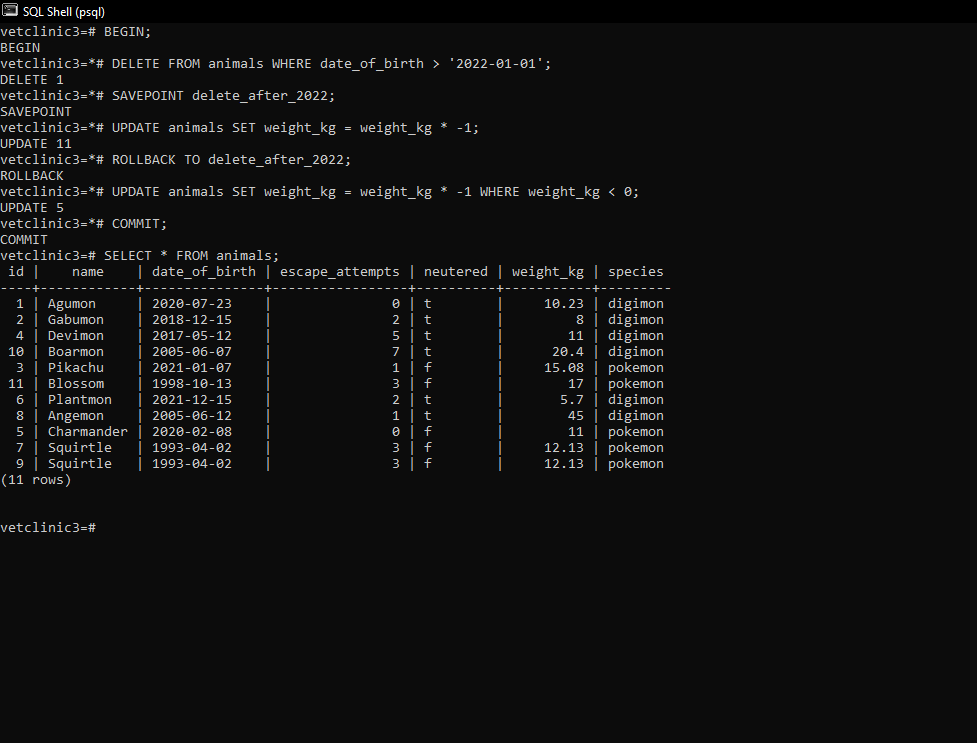 SQL Shell (psql)
vetclinic3=# BEGIN;
BEGIN
vetclinic3=*# DELETE FROM animals WHERE date_of_birth > '2022-01-01';
DELETE 1
vetclinic3=*# SAVEPOINT delete_after_2022;
SAVEPOINT
vetclinic3=*# UPDATE animals SET weight_kg = weight_kg * -1;
UPDATE 11
vetclinic3=*# ROLLBACK TO delete_after_2022;
ROLLBACK
vetclinic3=*# UPDATE animals SET weight_kg = weight_kg * -1 WHERE weight_kg < 0;
UPDATE 5
vetclinic3=*# COMMIT;
COMMIT
vetclinic3=# SELECT * FROM animals;
 id |    name    | date_of_birth | escape_attempts | neutered | weight_kg | species
----+------------+---------------+-----------------+----------+-----------+---------
  1 | Agumon     | 2020-07-23    |               0 | t        |     10.23 | digimon
  2 | Gabumon    | 2018-12-15    |               2 | t        |         8 | digimon
  4 | Devimon    | 2017-05-12    |               5 | t        |        11 | digimon
 10 | Boarmon    | 2005-06-07    |               7 | t        |      20.4 | digimon
  3 | Pikachu    | 2021-01-07    |               1 | f        |     15.08 | pokemon
 11 | Blossom    | 1998-10-13    |               3 | f        |        17 | pokemon
  6 | Plantmon   | 2021-12-15    |               2 | t        |       5.7 | digimon
  8 | Angemon    | 2005-06-12    |               1 | t        |        45 | digimon
  5 | Charmander | 2020-02-08    |               0 | f        |        11 | pokemon
  7 | Squirtle   | 1993-04-02    |               3 | f        |     12.13 | pokemon
  9 | Squirtle   | 1993-04-02    |               3 | f        |     12.13 | pokemon
(11 rows)
vetclinic3=#